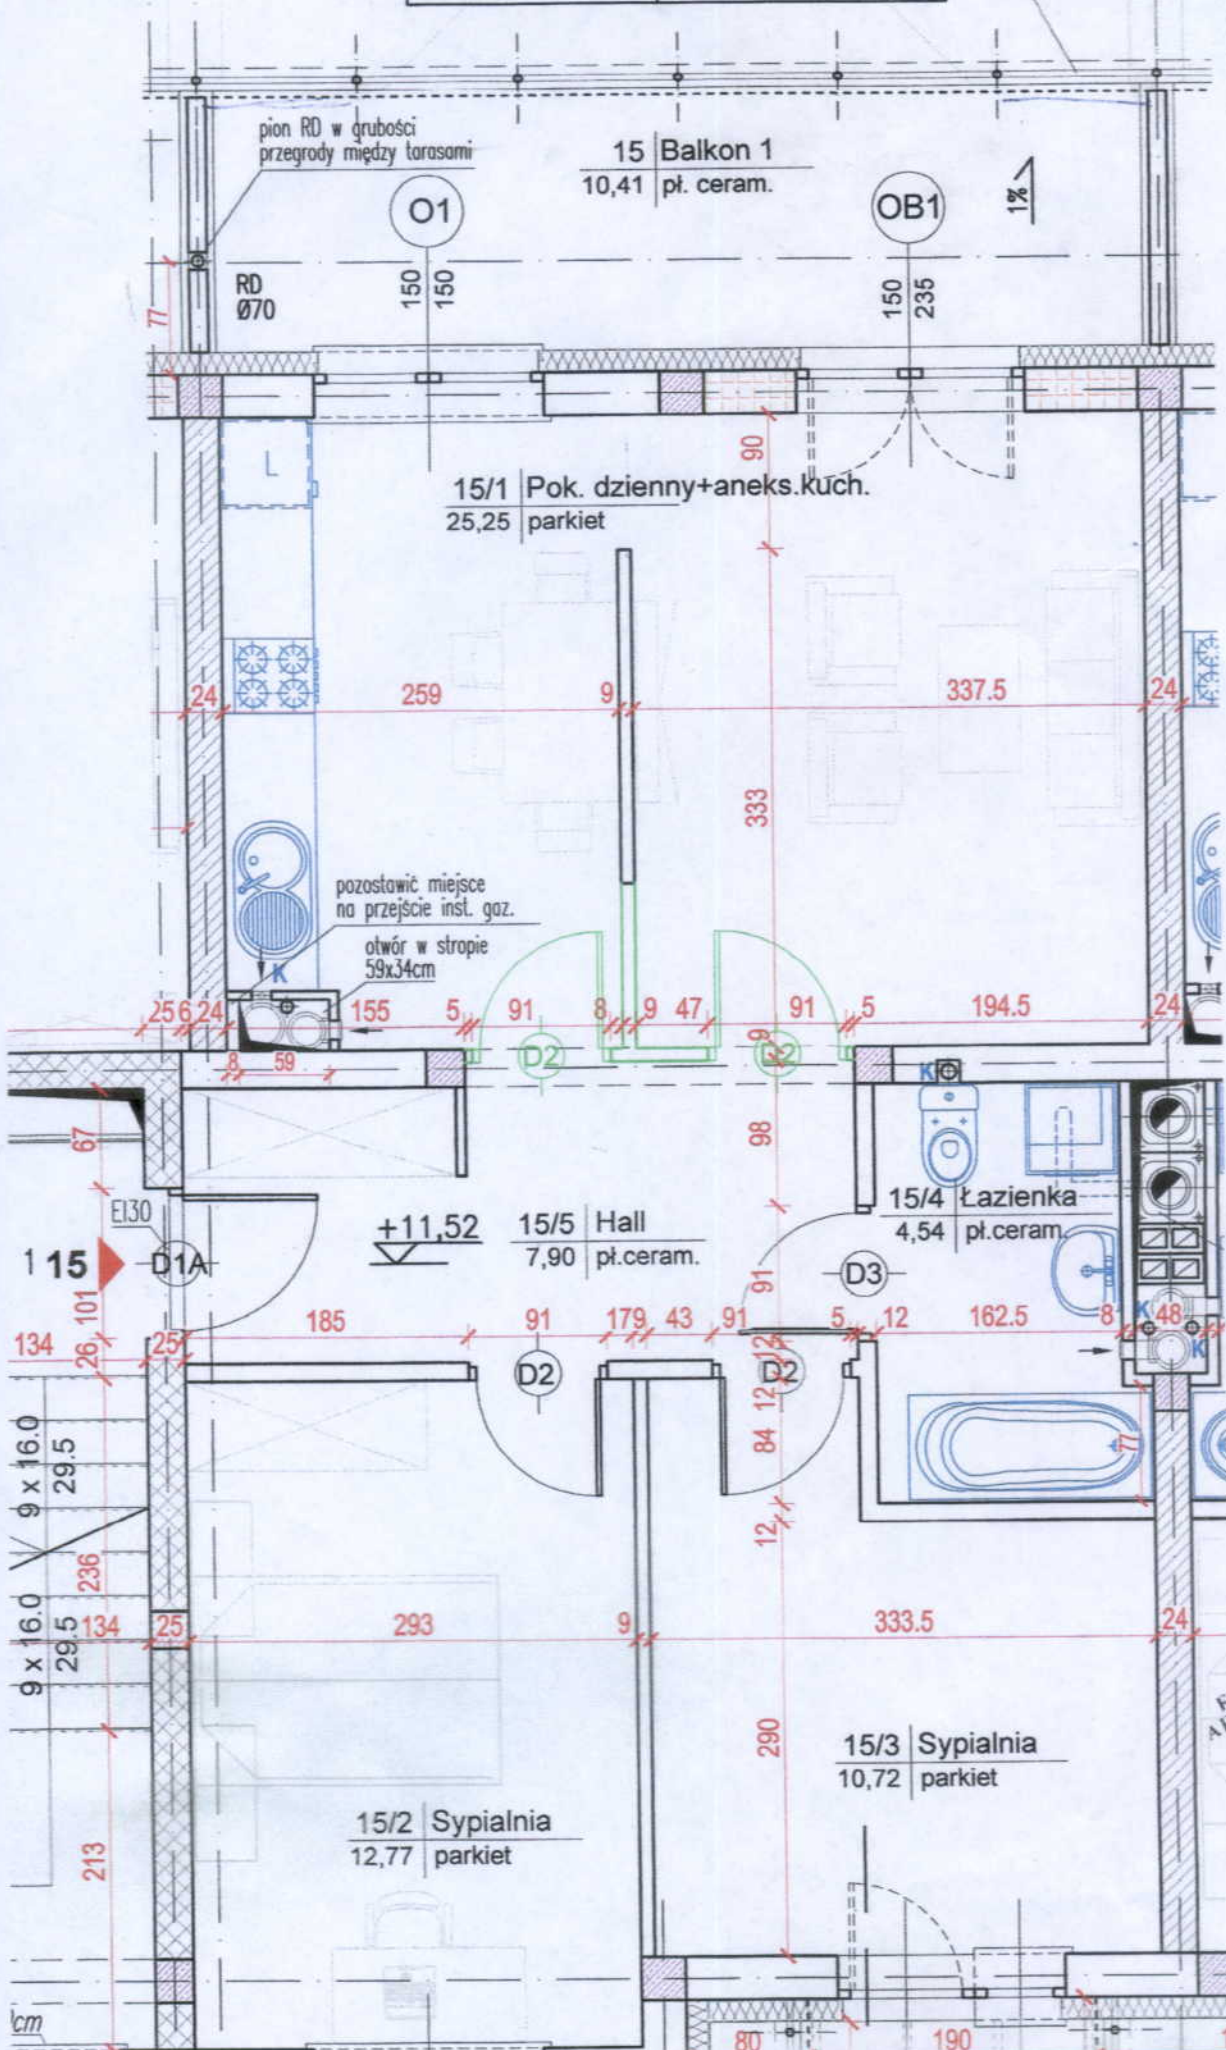 pion RD w grubości
przegrody między tarasami
15 Balkon 1
10,41 pł. ceram.
1%
O1
OB1
150
150
150
235
RD
Ø70
77
L
90
15/1 Pok. dzienny+aneks.kuch.
25,25 parkiet
24 259 9 337.5 24
333
pozostawić miejsce
na przejście inst. gaz.
otwór w stropie
59x34cm
K
25 6 24 155 5 91 8 9 47 91 5 194.5 24
9
D2 D2
8 59
K
67
98
EI30
+11,52
15/5 Hall
7,90 pł.ceram.
15/4 Łazienka
4,54 pł.ceram.
1 15
D1A
D3
101
91
185 91 179 43 91 5 12 162.5 8 48
K
K
134 25
26
12
D2 D2
12
84
77
12
9 x 16.0
29.5
236
9 x 16.0
29.5
134 25 293 9 333.5 24
290
15/3 Sypialnia
10,72 parkiet
15/2 Sypialnia
12,77 parkiet
213
cm
80 190